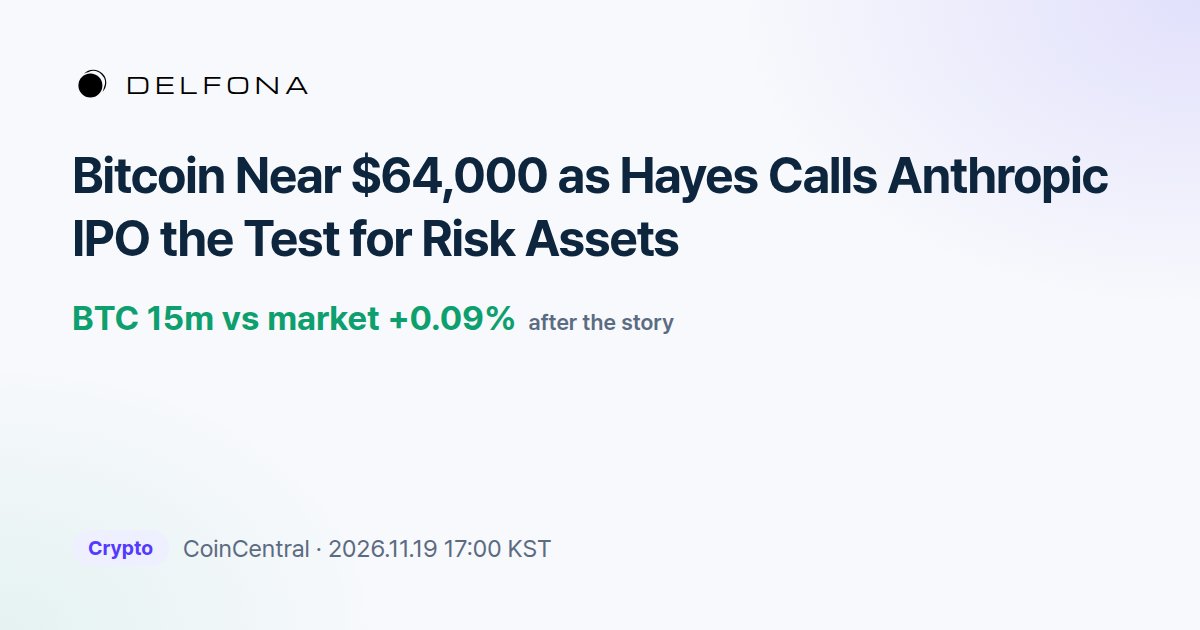 DELFONA
Bitcoin Near $64,000 as Hayes Calls Anthropic
IPO the Test for Risk Assets
BTC 15m vs market +0.09% after the story
Crypto CoinCentral · 2026.11.19 17:00 KST